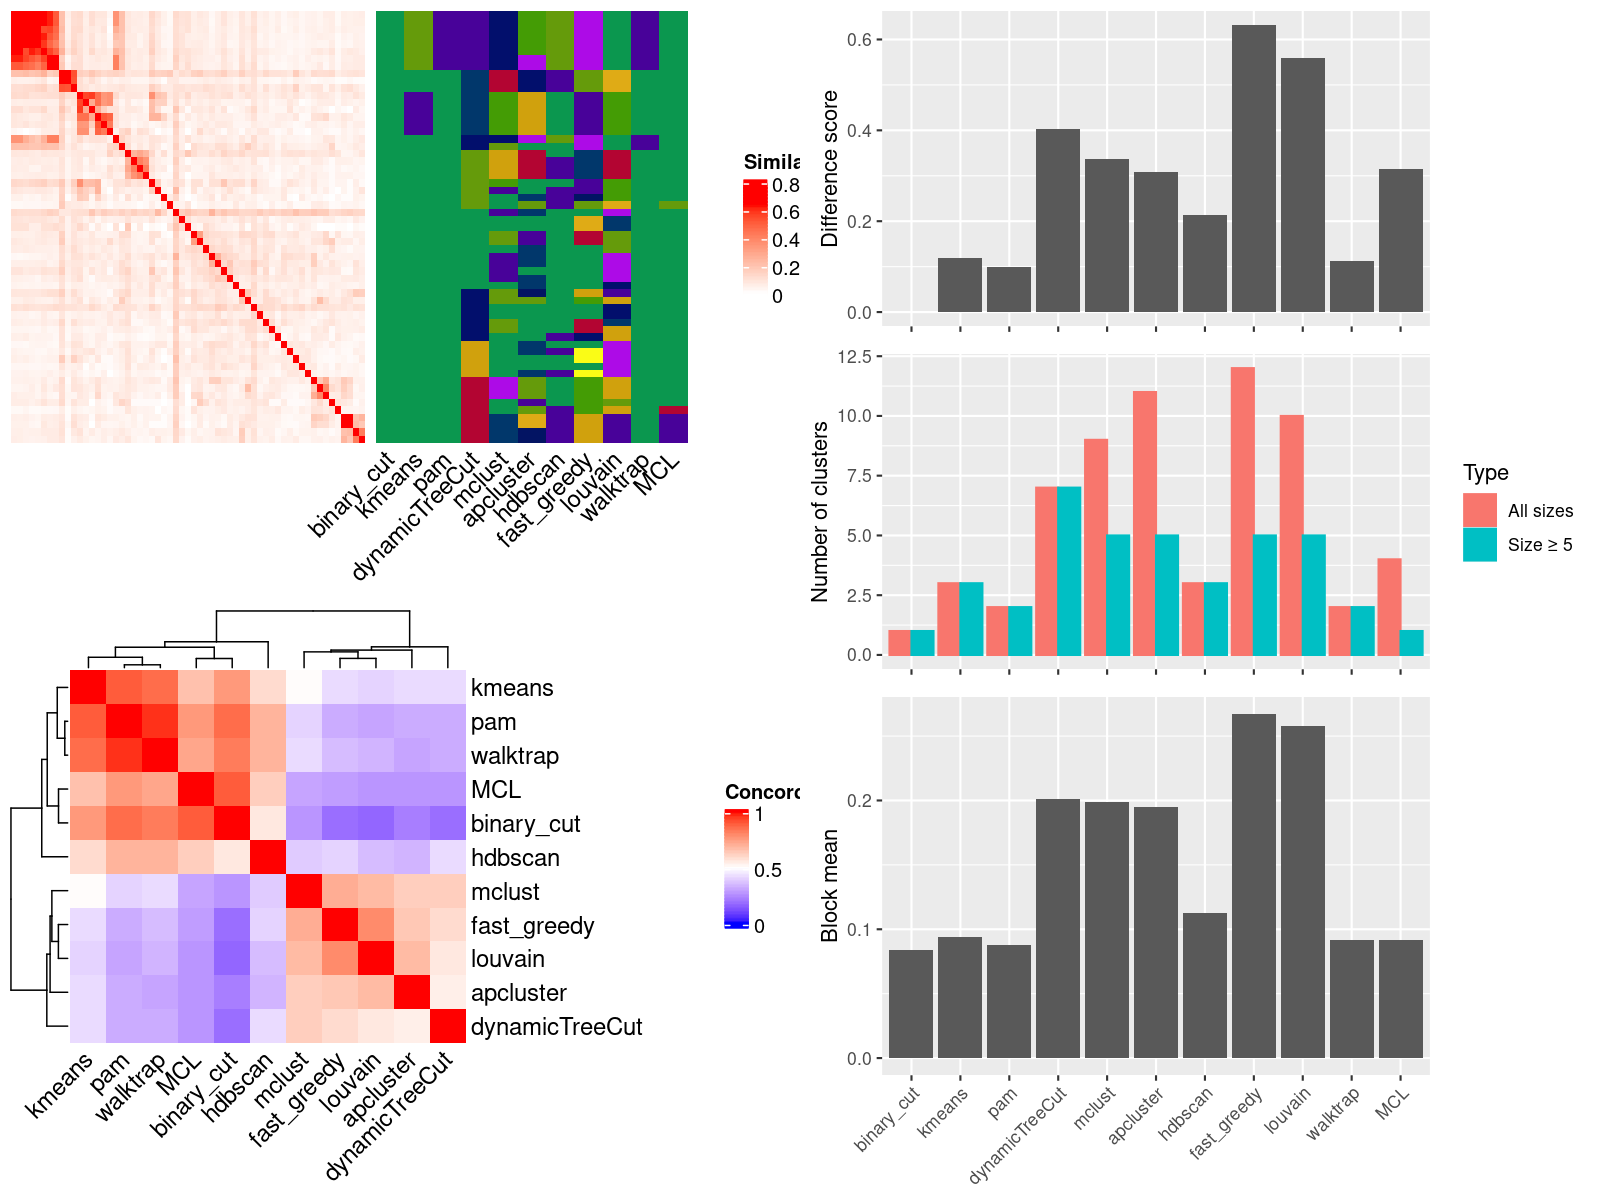 Simila
0.8
0.6
0.4
0.2
0
binary_cut
kmeans
pam
dynamicTreeCut
mclust
apcluster
hdbscan
fast_greedy
louvain
walktrap
MCL
kmeans
pam
walktrap
MCL
binary_cut
hdbscan
mclust
fast_greedy
louvain
apcluster
dynamicTreeCut
kmeans
pam
walktrap
MCL
binary_cut
hdbscan
mclust
fast_greedy
louvain
apcluster
dynamicTreeCut
Concord
1
0.5
0
Difference score
0.6
0.4
0.2
0.0
Number of clusters
12.5
10.0
7.5
5.0
2.5
0.0
Type
All sizes
Size ≥ 5
Block mean
0.2
0.1
0.0
binary_cut
kmeans
pam
dynamicTreeCut
mclust
apcluster
hdbscan
fast_greedy
louvain
walktrap
MCL